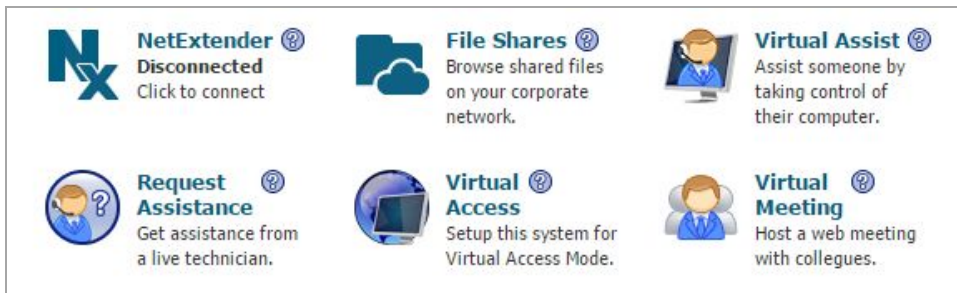 NetExtender
Disconnected
Click to connect
File Shares
Browse shared files
on your corporate
network.
Virtual Assist
Assist someone by
taking control of
their computer.
Request
Assistance
Get assistance from
a live technician.
Virtual
Access
Setup this system for
Virtual Access Mode.
Virtual
Meeting
Host a web meeting
with collegues.